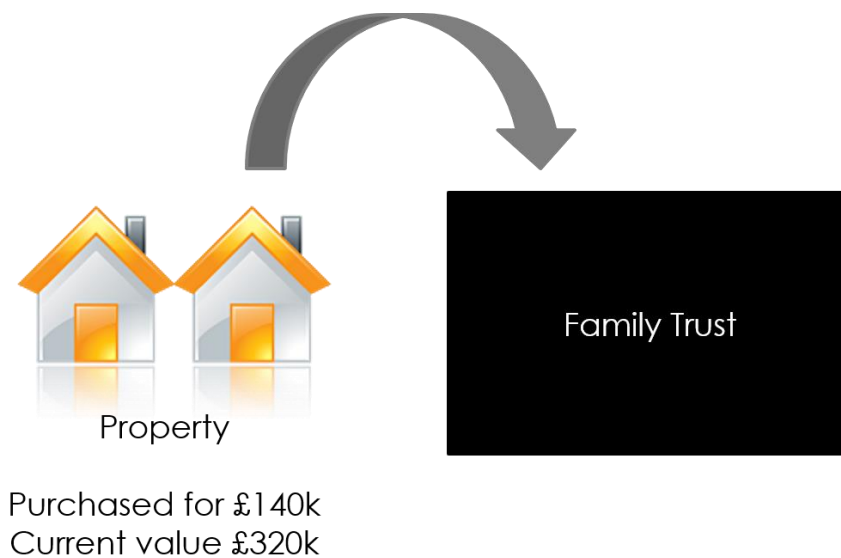 Family Trust
Property
Purchased for £140k
Current value £320k